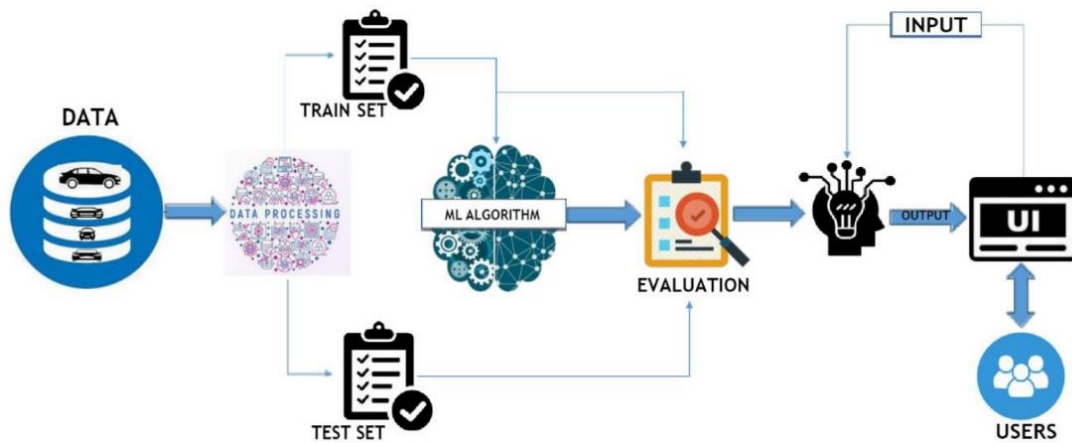 INPUT
TRAIN SET
DATA
DATA PROCESSING
ML ALGORITHM
OUTPUT
UI
EVALUATION
TEST SET
USERS